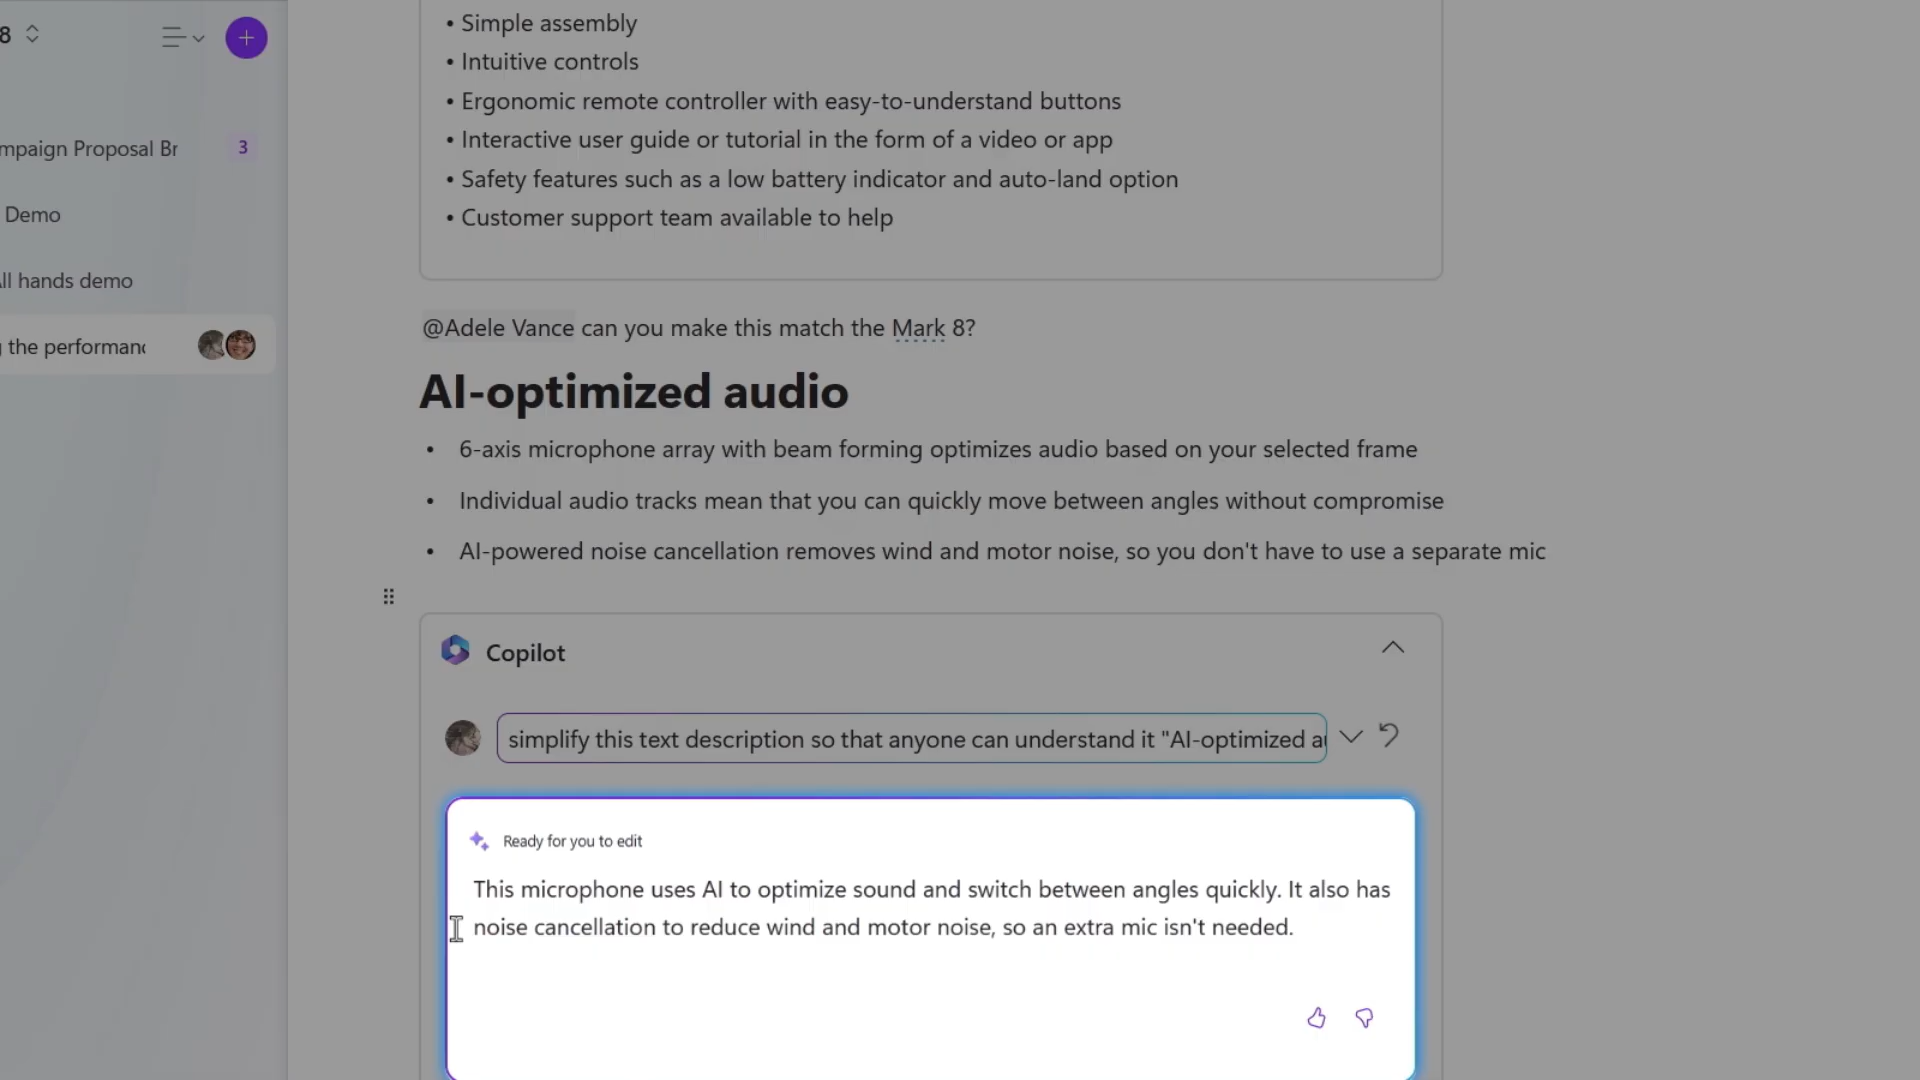 8
• Simple assembly
• Intuitive controls
• Ergonomic remote controller with easy-to-understand buttons
• Interactive user guide or tutorial in the form of a video or app
• Safety features such as a low battery indicator and auto-land option
• Customer support team available to help
mpaign Proposal Br
3
Demo
ll hands demo
the performanc
@Adele Vance can you make this match the Mark 8?
AI-optimized audio
• 6-axis microphone array with beam forming optimizes audio based on your selected frame
• Individual audio tracks mean that you can quickly move between angles without compromise
• AI-powered noise cancellation removes wind and motor noise, so you don't have to use a separate mic
Copilot
simplify this text description so that anyone can understand it "AI-optimized a
Ready for you to edit
This microphone uses AI to optimize sound and switch between angles quickly. It also has
noise cancellation to reduce wind and motor noise, so an extra mic isn't needed.